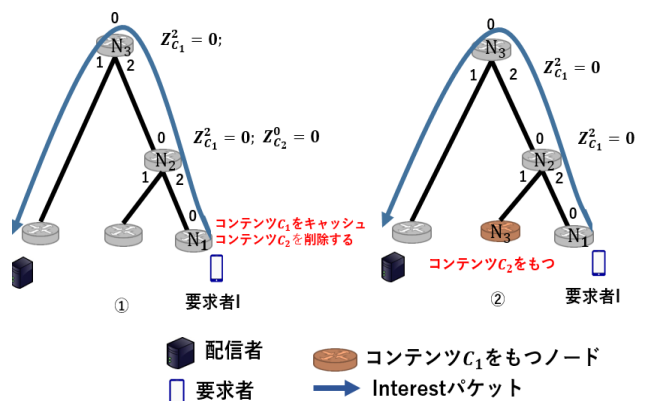 ①
0
N₃
1 2
Z²_{C₁} = 0;
0
Z²_{C₁} = 0; Z⁰_{C₂} = 0
N₂
1 2
0
N₁
コンテンツC₁をキャッシュ
コンテンツC₂を削除する
要求者I
0
N₃
1 2
Z²_{C₁} = 0
0
Z²_{C₁} = 0
N₂
1 2
0
N₃
N₁
コンテンツC₂をもつ
②
要求者I
配信者
コンテンツC₁をもつノード
要求者
Interestパケット